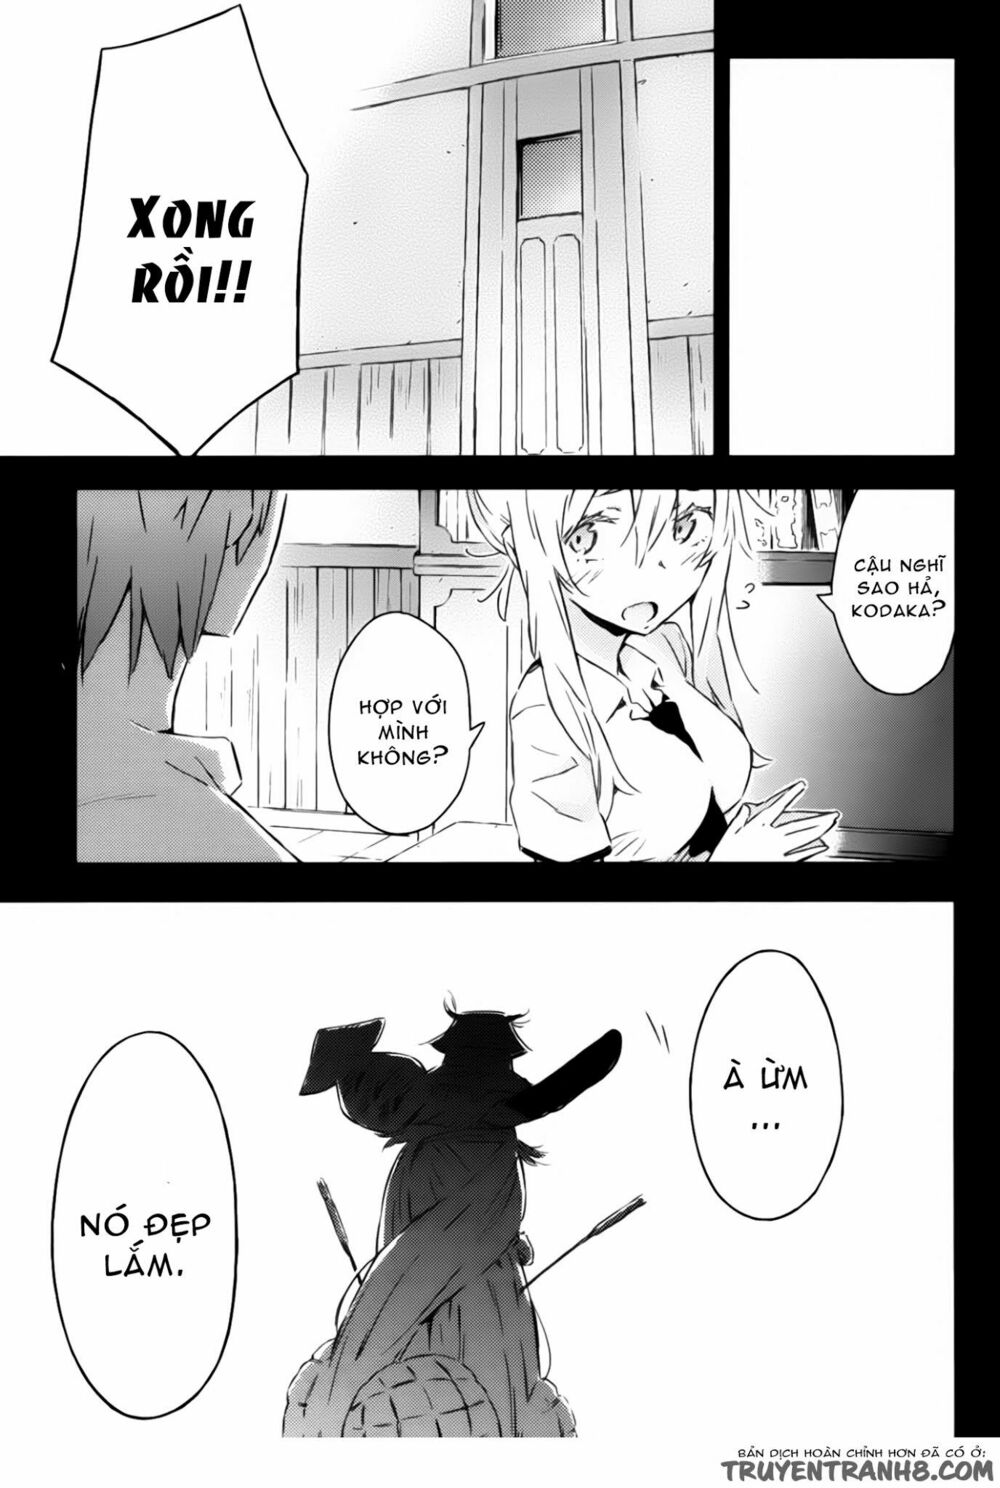 XONG
RỒI!!
CẬU NGHĨ
SAO HẢ,
KODAKA?
HỢP VỚI
MÌNH
KHÔNG?
À ỪM
...
NÓ ĐẸP
LẮM.
BẢN DỊCH HOÀN CHỈNH HƠN ĐÃ CÓ Ở:
TRUYENTRANH8.COM